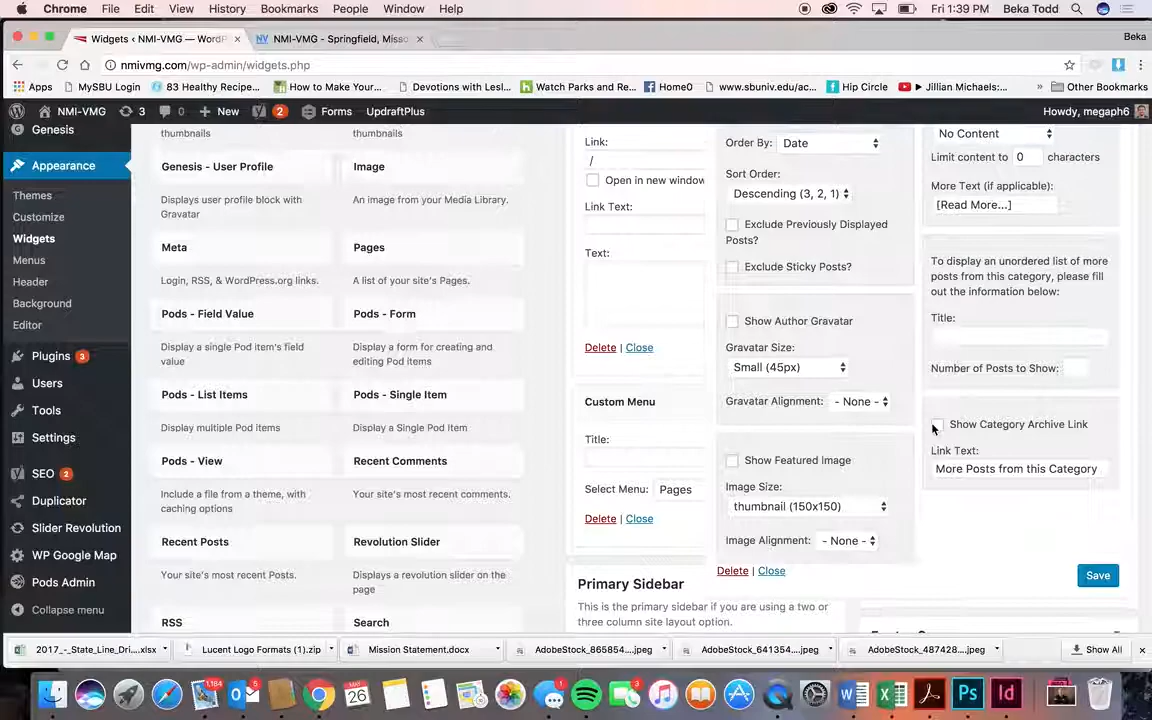 Chrome File Edit View History Bookmarks People Window Help Fri 1:39 PM Beka Todd
Widgets ‹ NMI-VMG — WordP × NMI-VMG - Springfield, Misso × Beka
nmivmg.com/wp-admin/widgets.php
Apps MySBU Login 83 Healthy Recipe... How to Make Your... Devotions with Lesl... Watch Parks and Re... Home0 www.sbuniv.edu/ac... Hip Circle Jillian Michaels:... » Other Bookmarks
NMI-VMG 3 0 New 2 Forms UpdraftPlus Howdy, megaph6
Genesis
Appearance
Themes
Customize
Widgets
Menus
Header
Background
Editor
Plugins 3
Users
Tools
Settings
SEO 2
Duplicator
Slider Revolution
WP Google Map
Pods Admin
Collapse menu
thumbnails thumbnails
Genesis - User Profile Image
Displays user profile block with An image from your Media Library.
Gravatar
Meta Pages
Login, RSS, & WordPress.org links. A list of your site's Pages.
Pods - Field Value Pods - Form
Display a single Pod item's field Display a form for creating and
value editing Pod items
Pods - List Items Pods - Single Item
Display multiple Pod items Display a Single Pod Item
Pods - View Recent Comments
Include a file from a theme, with Your site's most recent comments.
caching options
Recent Posts Revolution Slider
Your site's most recent Posts. Displays a revolution slider on the
page
RSS Search
Link:
/
Open in new window
Link Text:
Text:
Delete | Close
Custom Menu
Title:
Select Menu: Pages
Delete | Close
Primary Sidebar
This is the primary sidebar if you are using a two or
three column site layout option.
Order By: Date
Sort Order:
Descending (3, 2, 1)
Exclude Previously Displayed
Posts?
Exclude Sticky Posts?
Show Author Gravatar
Gravatar Size:
Small (45px)
Gravatar Alignment: - None -
Show Featured Image
Image Size:
thumbnail (150x150)
Image Alignment: - None -
Delete | Close
No Content
Limit content to 0 characters
More Text (if applicable):
[Read More...]
To display an unordered list of more
posts from this category, please fill
out the information below:
Title:
Number of Posts to Show:
Show Category Archive Link
Link Text:
More Posts from this Category
Save
2017_-_State_Line_Dri....xlsx Lucent Logo Formats (1).zip Mission Statement.docx AdobeStock_865854....jpeg AdobeStock_641354....jpeg AdobeStock_487428....jpeg Show All ×
1,184 5 MAY 26 1 3 Ps Id